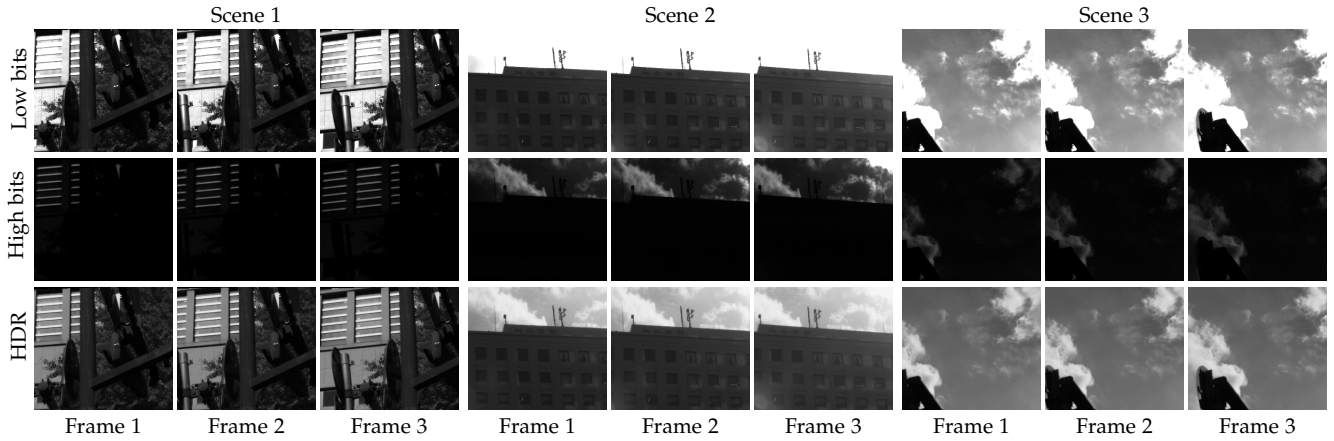 Scene 1 Scene 2 Scene 3
Low bits
High bits
HDR
Frame 1 Frame 2 Frame 3 Frame 1 Frame 2 Frame 3 Frame 1 Frame 2 Frame 3